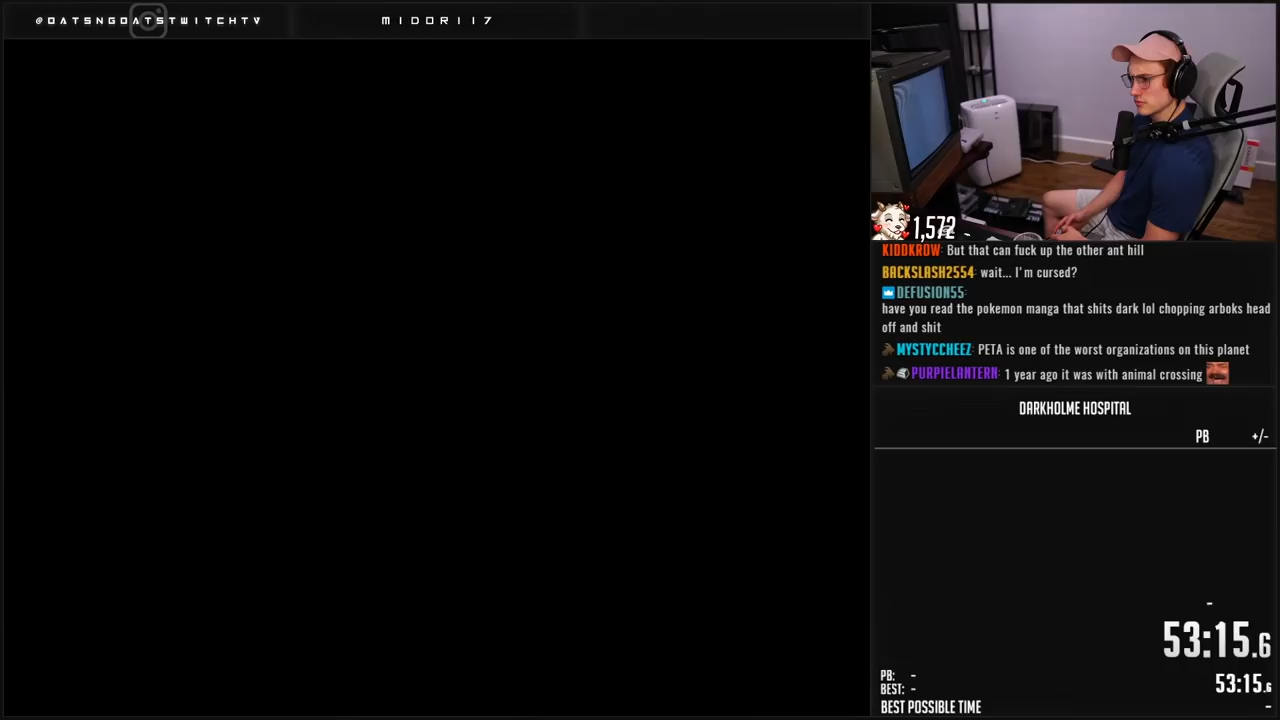 @OATSNGOATSTWITCHTV
MIDORII7
1,572
KIDDKROW: But that can fuck up the other ant hill
BACKSLASH2554: wait... I'm cursed?
DEFUSION55:
have you read the pokemon manga that shits dark lol chopping arboks head
off and shit
MYSTYCCHEEZ: PETA is one of the worst organizations on this planet
PURPIELANTERN: 1 year ago it was with animal crossing
DARKHOLME HOSPITAL
PB +/-
-
53:15.6
PB: -
53:15.6
BEST: -
BEST POSSIBLE TIME -